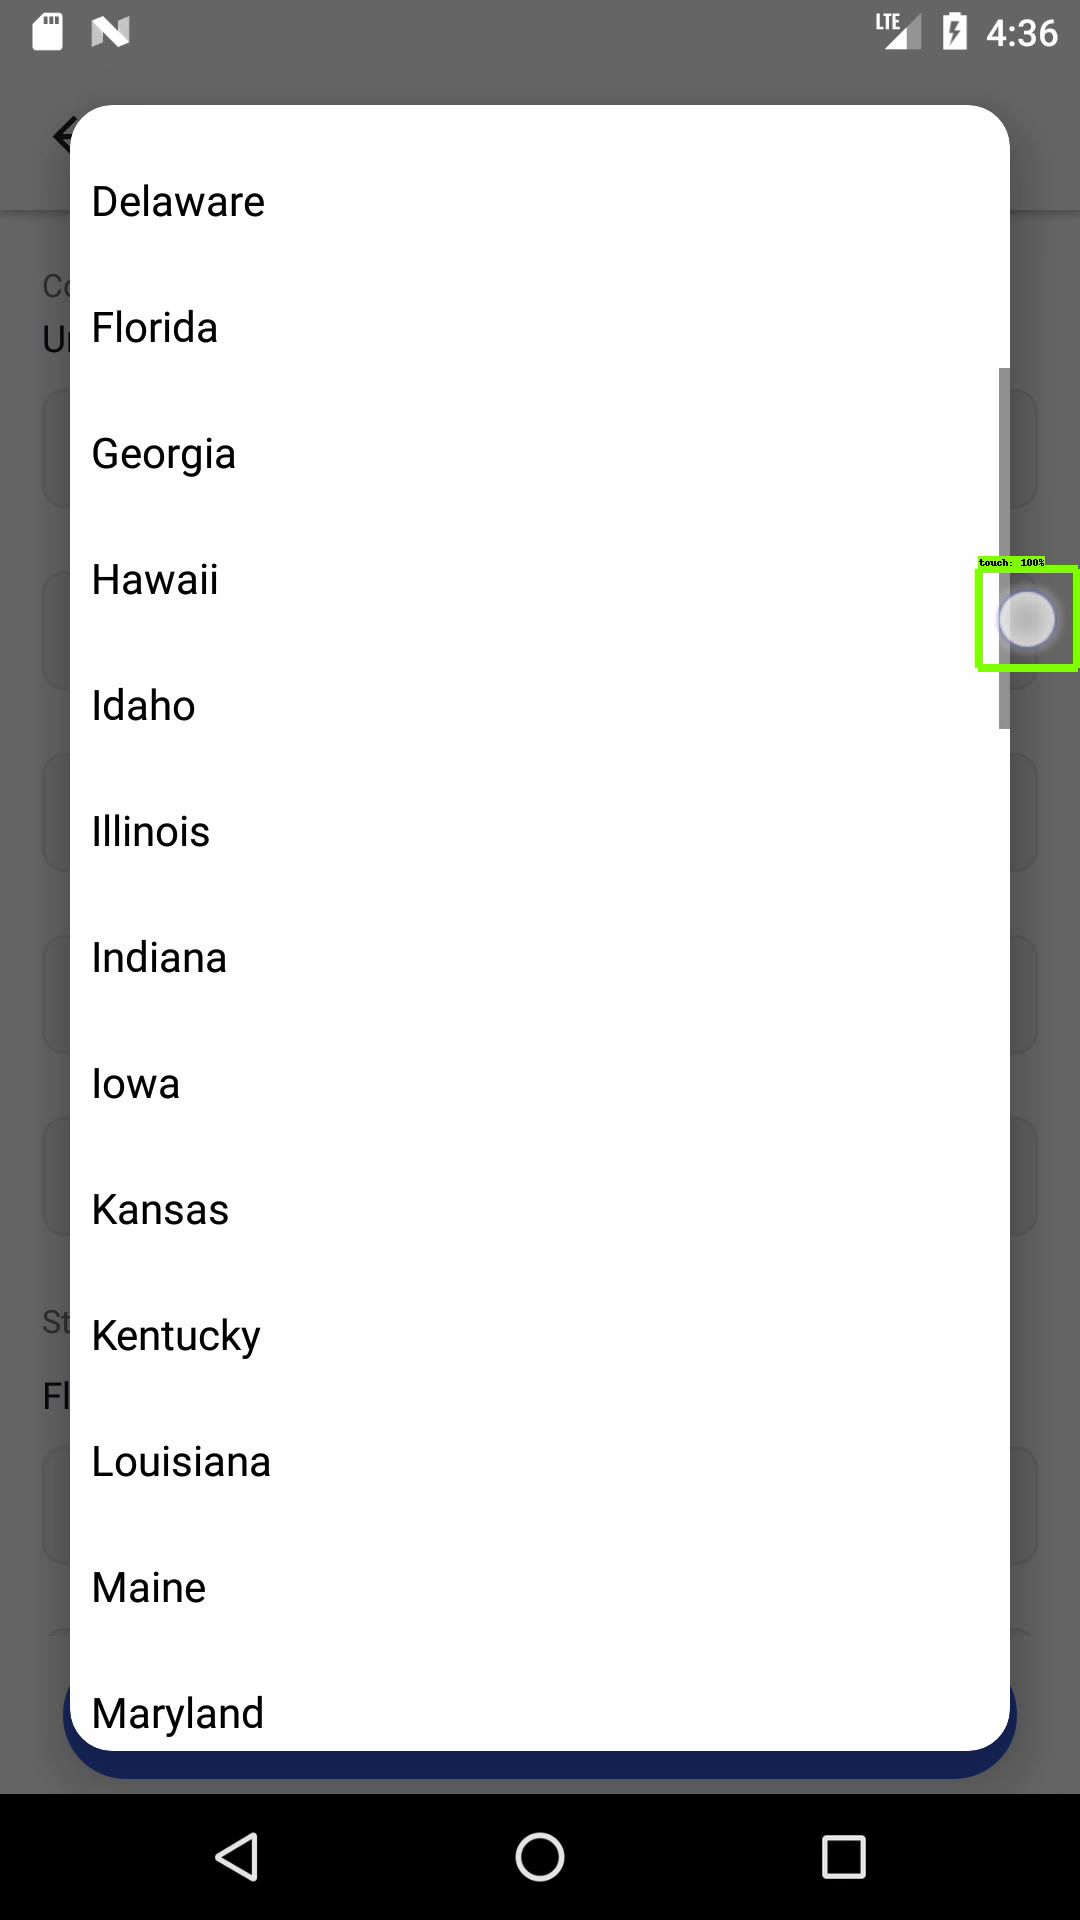 LTE 4:36
Delaware
Co
Florida
Georgia
Hawaii
touch: 100%
Idaho
Illinois
Indiana
Iowa
Kansas
St
Kentucky
Fl
Louisiana
Maine
Maryland